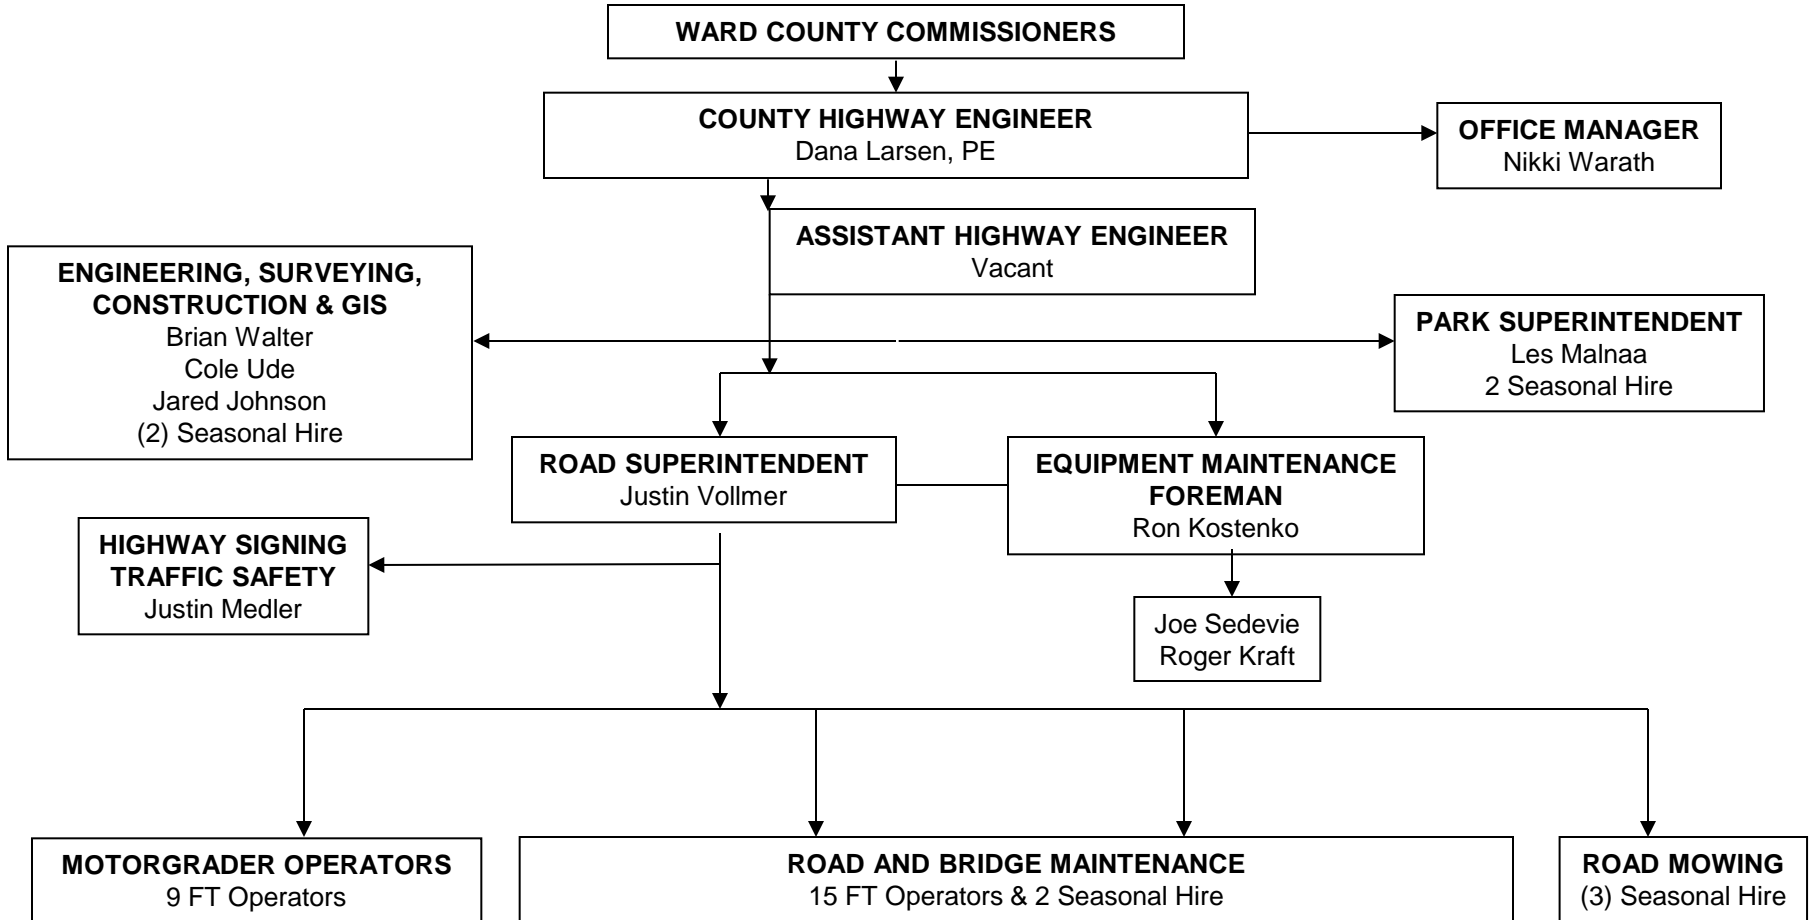 WARD COUNTY COMMISSIONERS
COUNTY HIGHWAY ENGINEER
Dana Larsen, PE
OFFICE MANAGER
Nikki Warath
ASSISTANT HIGHWAY ENGINEER
Vacant
ENGINEERING, SURVEYING,
CONSTRUCTION & GIS
Brian Walter
Cole Ude
Jared Johnson
(2) Seasonal Hire
PARK SUPERINTENDENT
Les Malnaa
2 Seasonal Hire
ROAD SUPERINTENDENT
Justin Vollmer
EQUIPMENT MAINTENANCE
FOREMAN
Ron Kostenko
HIGHWAY SIGNING
TRAFFIC SAFETY
Justin Medler
Joe Sedevie
Roger Kraft
MOTORGRADER OPERATORS
9 FT Operators
ROAD AND BRIDGE MAINTENANCE
15 FT Operators & 2 Seasonal Hire
ROAD MOWING
(3) Seasonal Hire